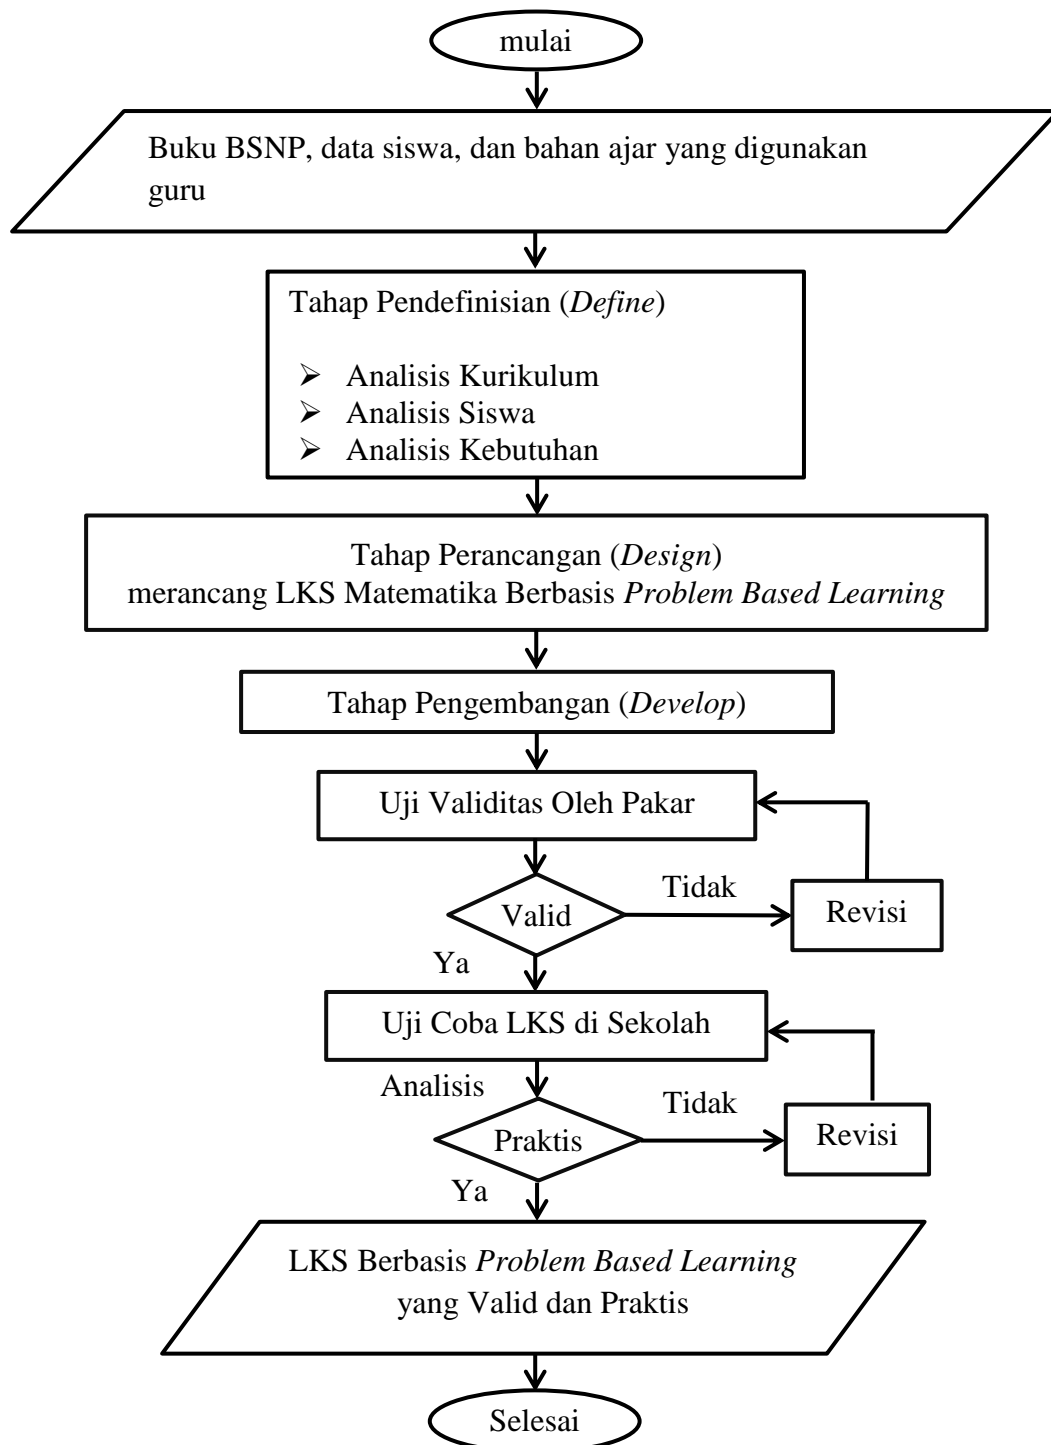 mulai
Buku BSNP, data siswa, dan bahan ajar yang digunakan
guru
Tahap Pendefinisian (Define)
➢ Analisis Kurikulum
➢ Analisis Siswa
➢ Analisis Kebutuhan
Tahap Perancangan (Design)
merancang LKS Matematika Berbasis Problem Based Learning
Tahap Pengembangan (Develop)
Uji Validitas Oleh Pakar
Tidak
Valid
Revisi
Ya
Uji Coba LKS di Sekolah
Analisis
Tidak
Praktis
Revisi
Ya
LKS Berbasis Problem Based Learning
yang Valid dan Praktis
Selesai